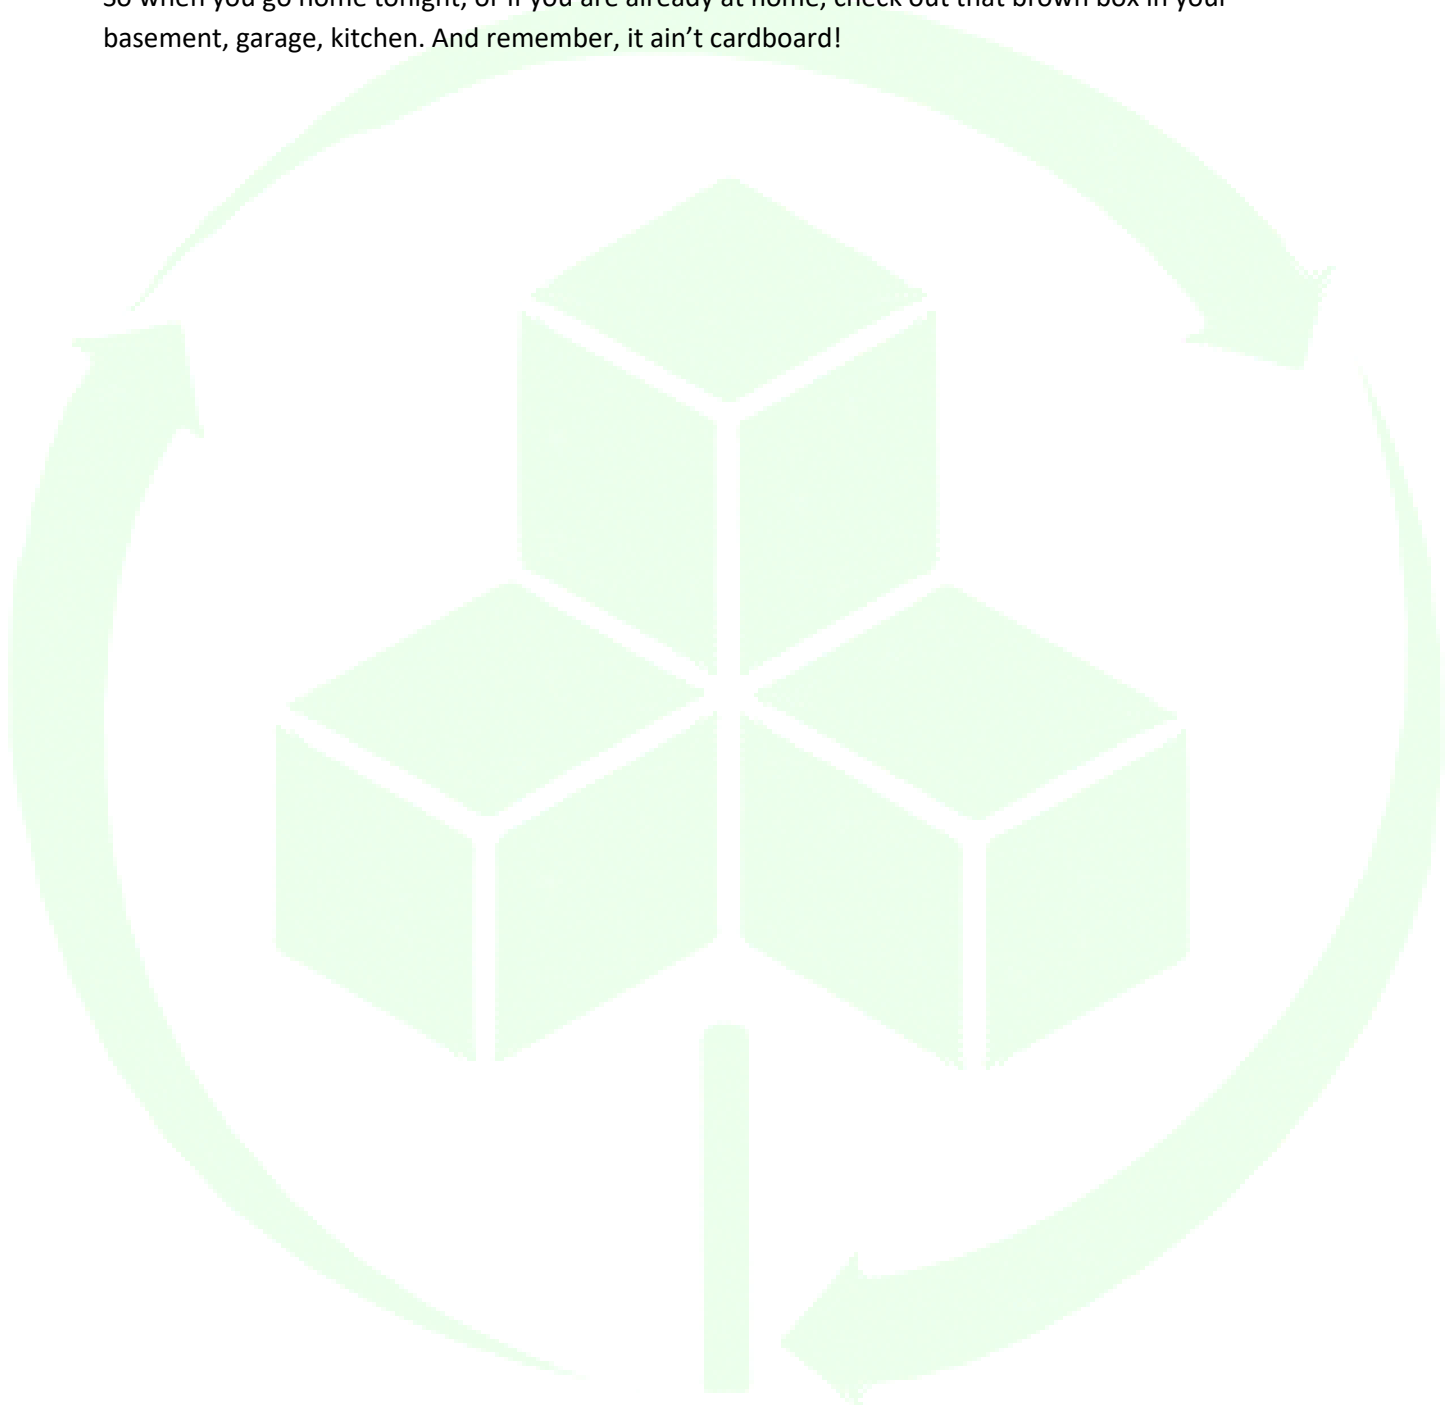 So when you go home tonight, or if you are already at home, check out that brown box in your
basement, garage, kitchen. And remember, it ain’t cardboard!